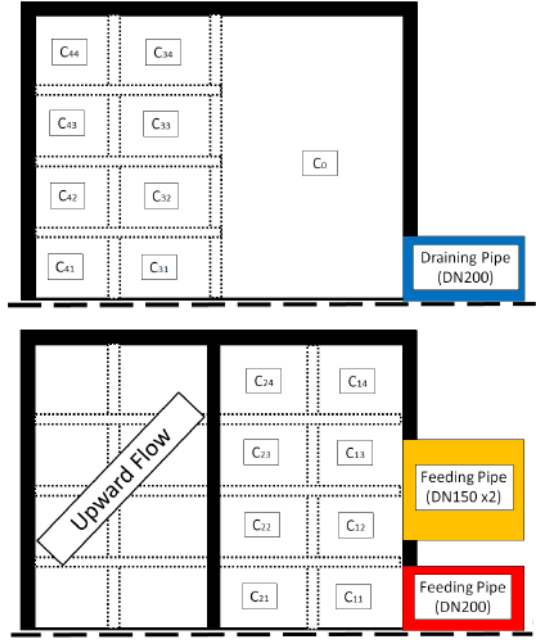 C44 C34
C43 C33
C0
C42 C32
C41 C31
Draining Pipe
(DN200)
C24 C14
C23 C13
Upward Flow
Feeding Pipe
(DN150 x2)
C22 C12
C21 C11
Feeding Pipe
(DN200)